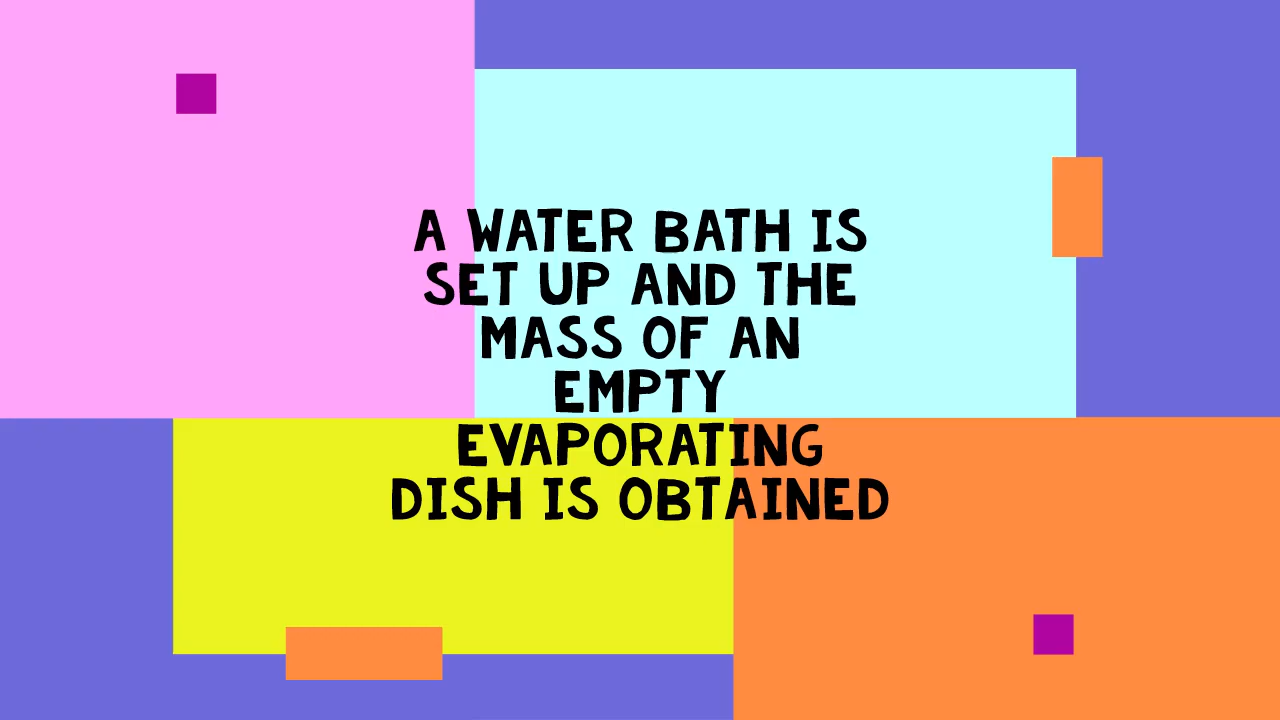 A WATER BATH IS
SET UP AND THE
MASS OF AN
EMPTY
EVAPORATING
DISH IS OBTAINED